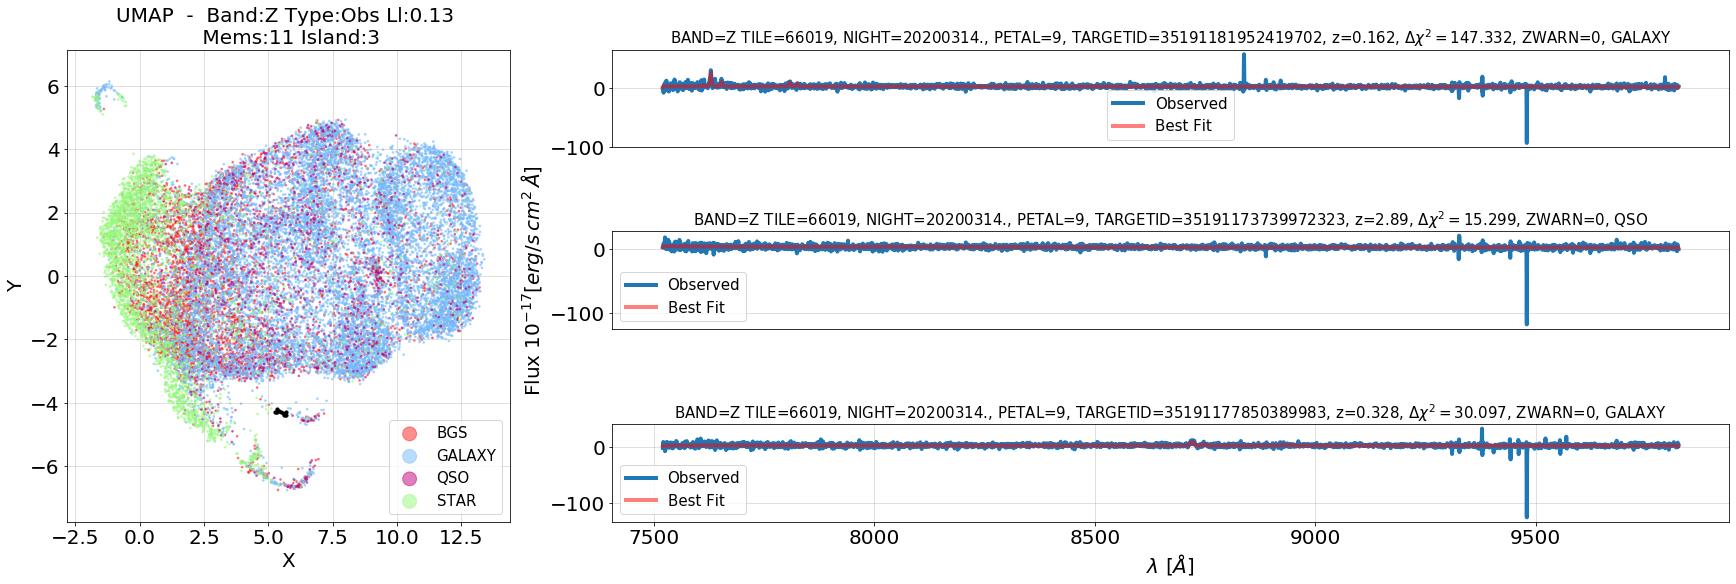 UMAP - Band:Z Type:Obs Ll:0.13
Mems:11 Island:3
6
4
2
0
−2
−4
−6
Y
−2.5 0.0 2.5 5.0 7.5 10.0 12.5
X
BGS
GALAXY
QSO
STAR
Flux 10⁻¹⁷[erg/s cm² Å]
BAND=Z TILE=66019, NIGHT=20200314., PETAL=9, TARGETID=35191181952419702, z=0.162, Δχ² = 147.332, ZWARN=0, GALAXY
0
−100
Observed
Best Fit
BAND=Z TILE=66019, NIGHT=20200314., PETAL=9, TARGETID=35191173739972323, z=2.89, Δχ² = 15.299, ZWARN=0, QSO
0
−100
Observed
Best Fit
BAND=Z TILE=66019, NIGHT=20200314., PETAL=9, TARGETID=35191177850389983, z=0.328, Δχ² = 30.097, ZWARN=0, GALAXY
0
−100
Observed
Best Fit
7500 8000 8500 9000 9500
λ [Å]